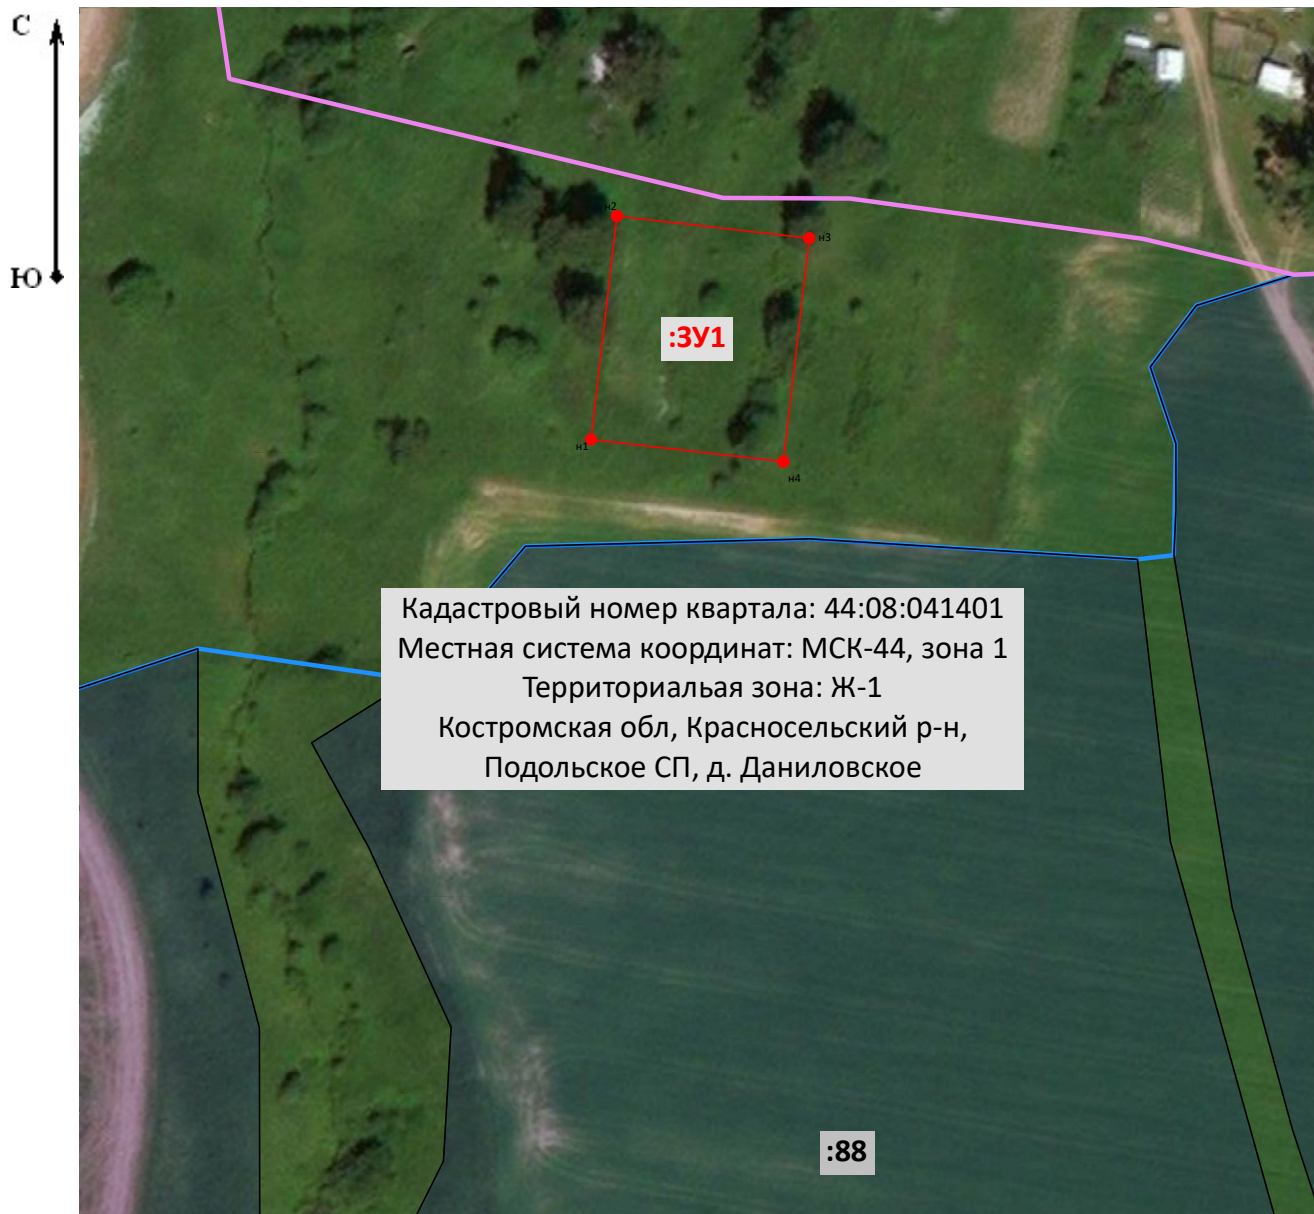 С
Ю
н2
н3
:ЗУ1
н1
н4
Кадастровый номер квартала: 44:08:041401
Местная система координат: МСК-44, зона 1
Территориальая зона: Ж-1
Костромская обл, Красносельский р-н,
Подольское СП, д. Даниловское
:88